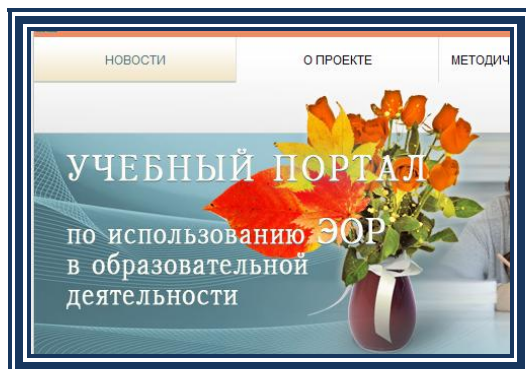 НОВОСТИ О ПРОЕКТЕ МЕТОДИЧ
УЧЕБНЫЙ ПОРТАЛ
по использованию ЭОР
в образовательной
деятельности